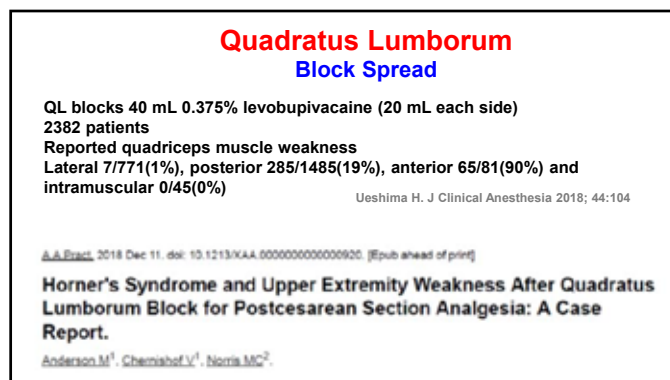 Quadratus Lumborum
Block Spread
QL blocks 40 mL 0.375% levobupivacaine (20 mL each side)
2382 patients
Reported quadriceps muscle weakness
Lateral 7/771(1%), posterior 285/1485(19%), anterior 65/81(90%) and
intramuscular 0/45(0%)
Ueshima H. J Clinical Anesthesia 2018; 44:104
A A Pract. 2018 Dec 11. doi: 10.1213/XAA.0000000000000920. [Epub ahead of print]
Horner's Syndrome and Upper Extremity Weakness After Quadratus
Lumborum Block for Postcesarean Section Analgesia: A Case
Report.
Anderson M1, Chernishof V1, Norris MC2.